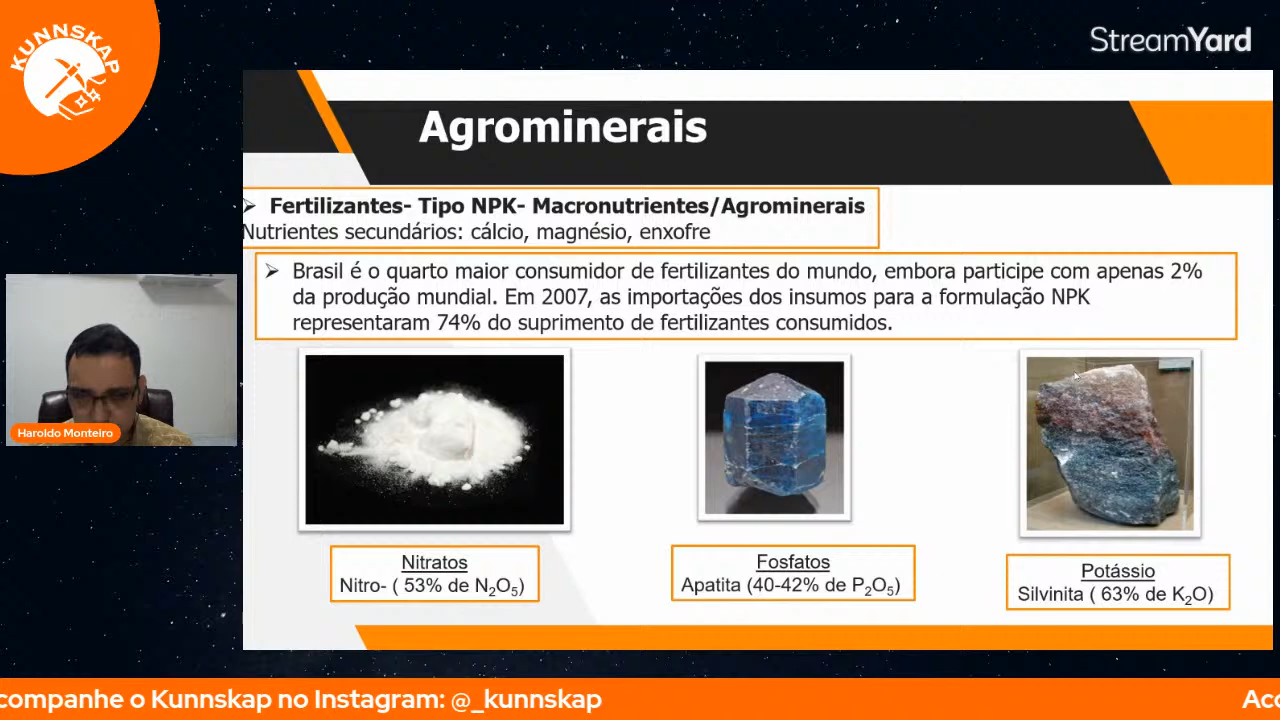 KUNNSKAP
StreamYard
Agrominerais
Fertilizantes- Tipo NPK- Macronutrientes/Agrominerais
Nutrientes secundários: cálcio, magnésio, enxofre
Brasil é o quarto maior consumidor de fertilizantes do mundo, embora participe com apenas 2%
da produção mundial. Em 2007, as importações dos insumos para a formulação NPK
representaram 74% do suprimento de fertilizantes consumidos.
Haroldo Monteiro
Nitratos
Nitro- ( 53% de N₂O₅)
Fosfatos
Apatita (40-42% de P₂O₅)
Potássio
Silvinita ( 63% de K₂O)
companhe o Kunnskap no Instagram: @_kunnskap
Aco